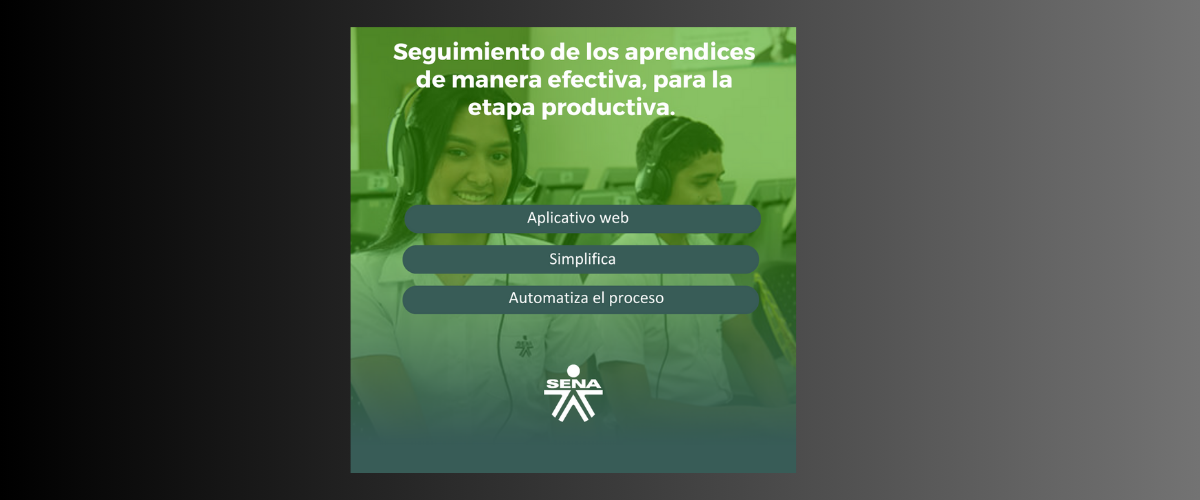 Seguimiento de los aprendices
de manera efectiva, para la
etapa productiva.
Aplicativo web
Simplifica
Automatiza el proceso
SENA